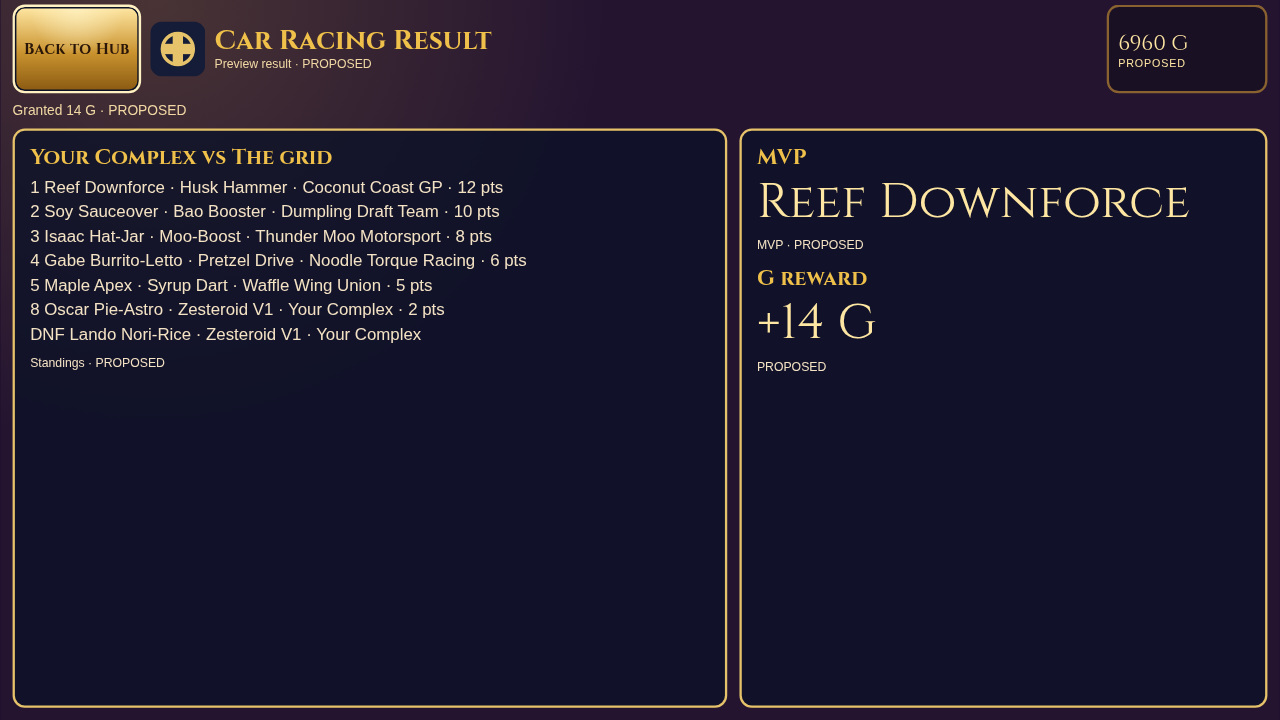 Back to Hub
Car Racing Result
Preview result · PROPOSED
6960 G
PROPOSED
Granted 14 G · PROPOSED
Your Complex vs The grid
1 Reef Downforce · Husk Hammer · Coconut Coast GP · 12 pts
2 Soy Sauceover · Bao Booster · Dumpling Draft Team · 10 pts
3 Isaac Hat-Jar · Moo-Boost · Thunder Moo Motorsport · 8 pts
4 Gabe Burrito-Letto · Pretzel Drive · Noodle Torque Racing · 6 pts
5 Maple Apex · Syrup Dart · Waffle Wing Union · 5 pts
8 Oscar Pie-Astro · Zesteroid V1 · Your Complex · 2 pts
DNF Lando Nori-Rice · Zesteroid V1 · Your Complex
Standings · PROPOSED
MVP
Reef Downforce
MVP · PROPOSED
G reward
+14 G
PROPOSED